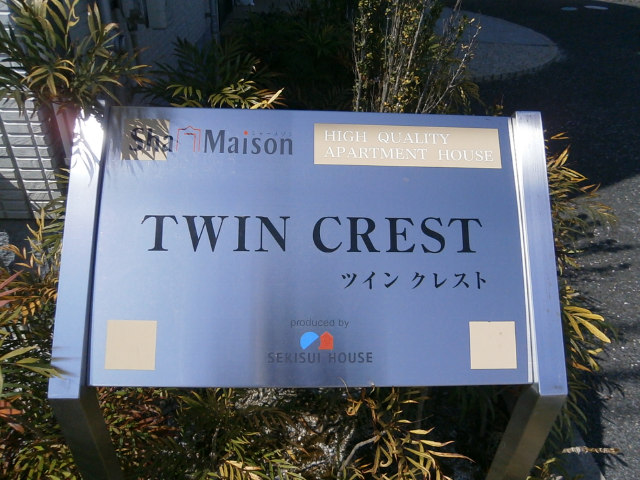 Sha Maison
HIGH QUALITY
APARTMENT HOUSE
TWIN CREST
ツイン クレスト
produced by
SEKISUI HOUSE